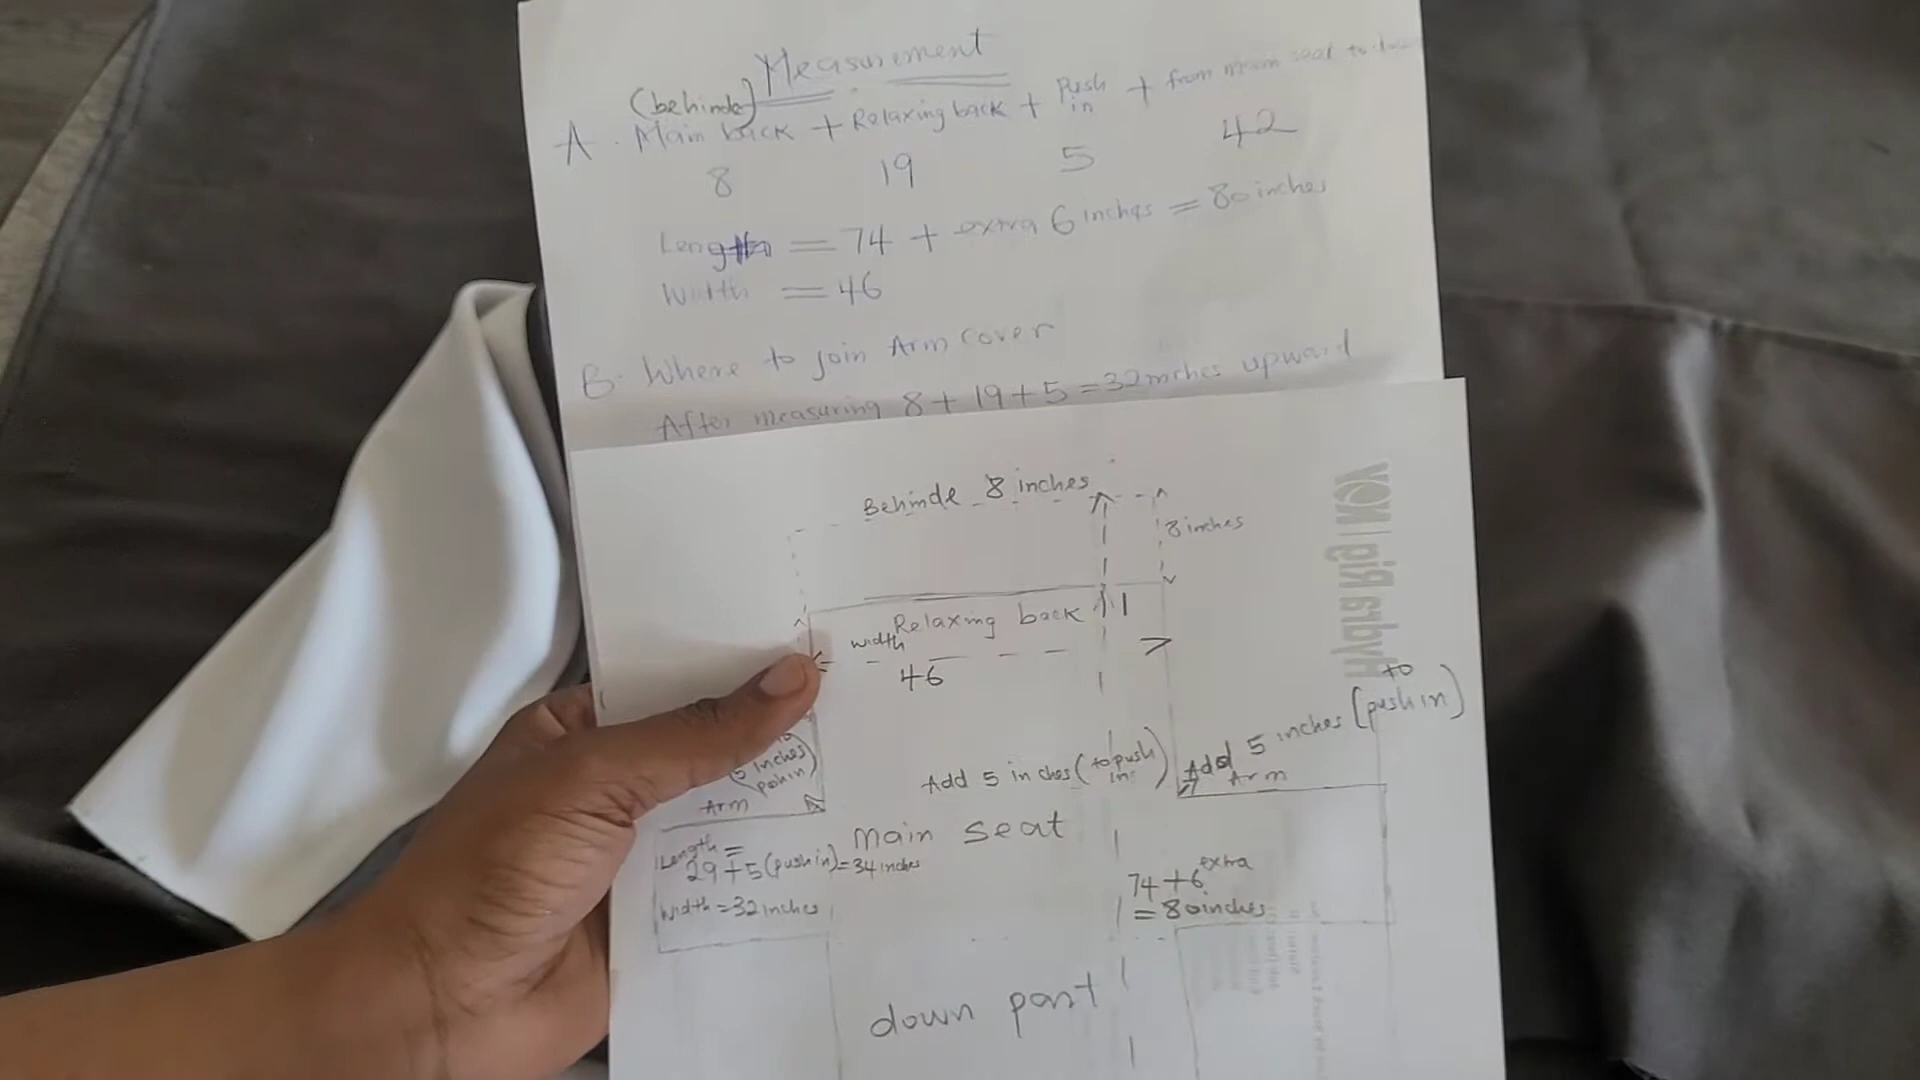 Measurement
(behinde)
A. Main back + Relaxing back + Push in + from main seat to
8 19 5 42
Length = 74 + extra 6 inches = 80 inches
Width = 46
B. Where to join Arm cover
After measuring 8 + 19 + 5 = 32 inches upward
Behinde 8 inches
8 inches
Relaxing back
width
46
to
Add 5 inches (push in)
Arm
Add 5 inches (to push in)
(5 inches
Arm
Main seat
Length =
29 + 5 (push in) = 34 inches
Width = 32 inches
74 + 6 extra
= 80 inches
down part